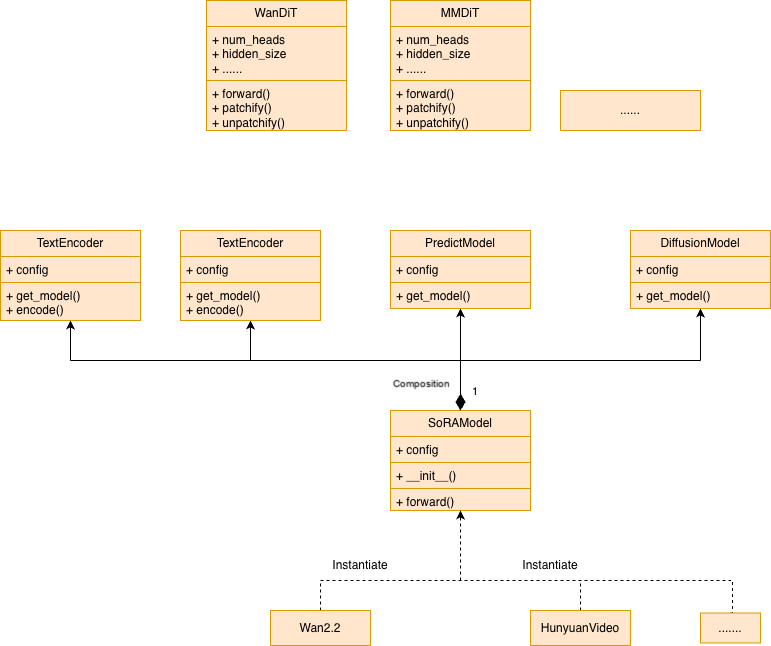 WanDiT
+ num_heads
+ hidden_size
+ ......
+ forward()
+ patchify()
+ unpatchify()
MMDiT
+ num_heads
+ hidden_size
+ ......
+ forward()
+ patchify()
+ unpatchify()
......
TextEncoder
+ config
+ get_model()
+ encode()
TextEncoder
+ config
+ get_model()
+ encode()
PredictModel
+ config
+ get_model()
DiffusionModel
+ config
+ get_model()
Composition
1
SoRAModel
+ config
+ __init__()
+ forward()
Instantiate
Instantiate
Wan2.2
HunyuanVideo
.......